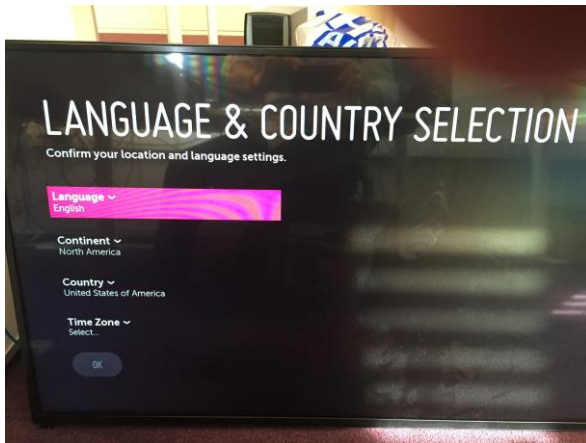 LANGUAGE & COUNTRY SELECTION
Confirm your location and language settings.
Language
English
Continent
North America
Country
United States of America
Time Zone
Select...
OK